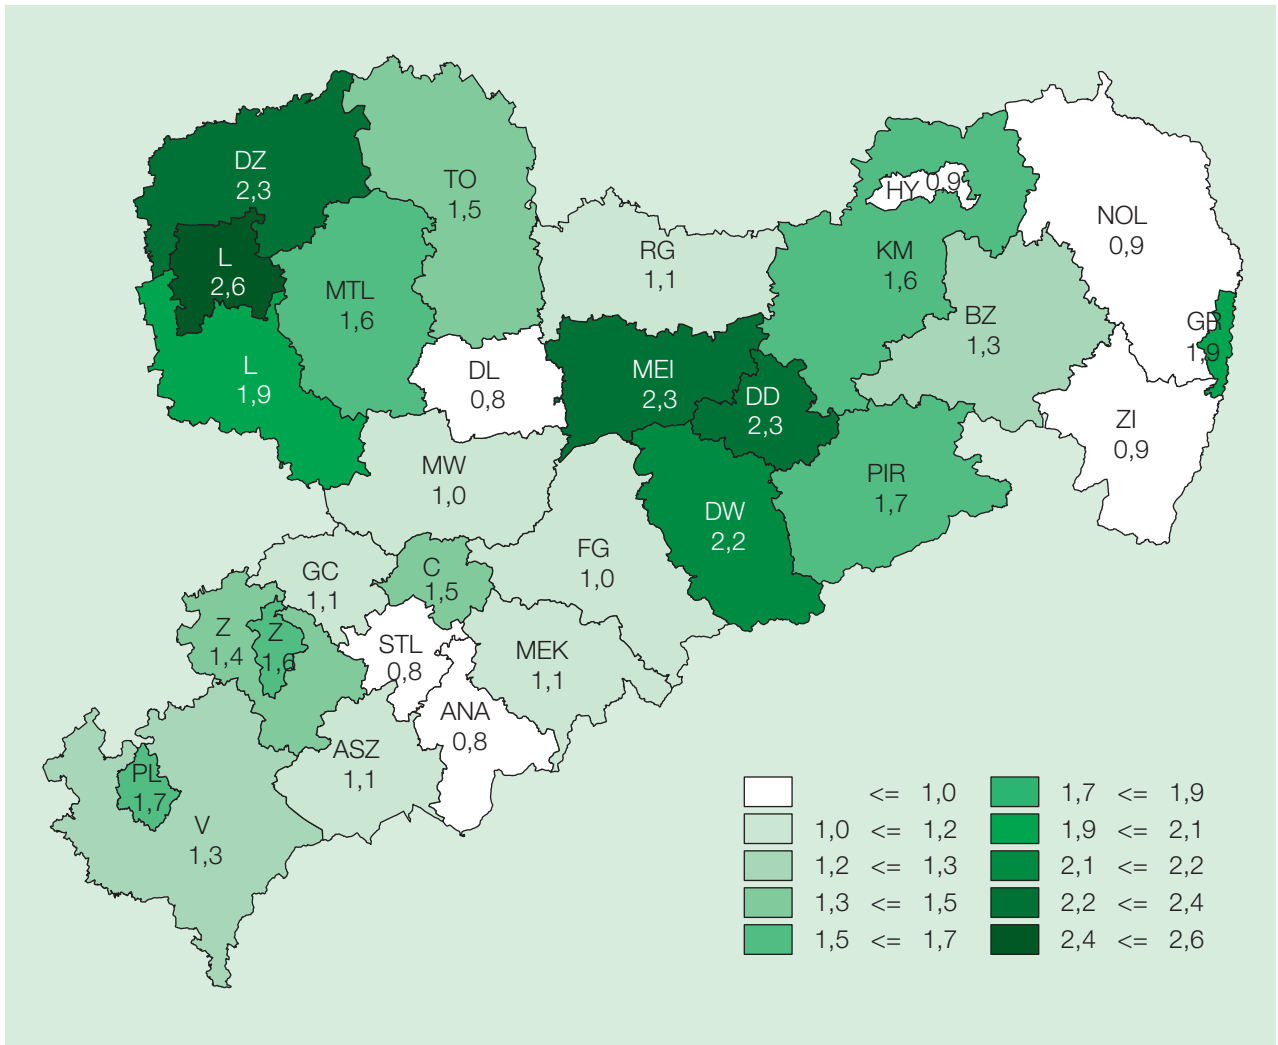 DZ
2,3
TO
1,5
HY 0,9
NOL
0,9
L
2,6
MTL
1,6
RG
1,1
KM
1,6
BZ
1,3
GR
1,9
L
1,9
DL
0,8
MEI
2,3
DD
2,3
ZI
0,9
MW
1,0
PIR
1,7
DW
2,2
FG
1,0
GC
1,1
C
1,5
Z
1,4
Z
1,6
STL
0,8
MEK
1,1
ANA
0,8
ASZ
1,1
PL
1,7
V
1,3
<= 1,0
1,0 <= 1,2
1,2 <= 1,3
1,3 <= 1,5
1,5 <= 1,7
1,7 <= 1,9
1,9 <= 2,1
2,1 <= 2,2
2,2 <= 2,4
2,4 <= 2,6